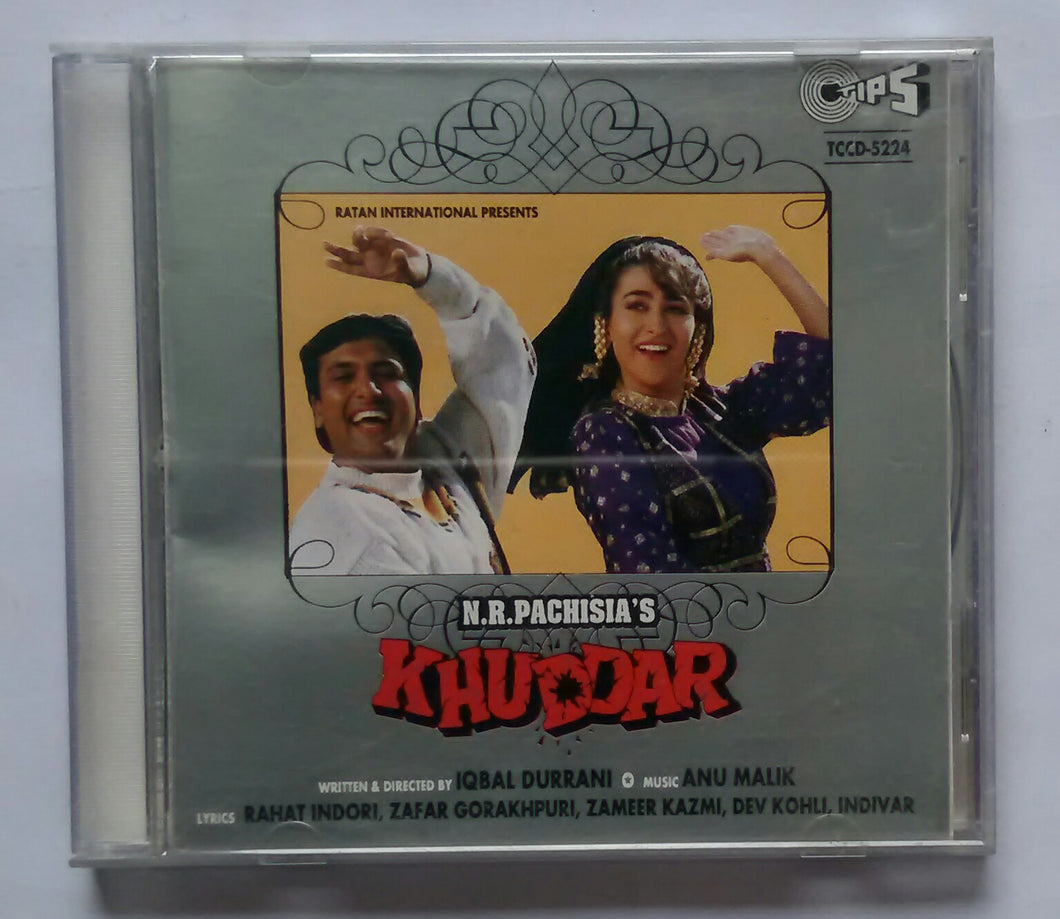 TIPS
TCCD-5224
RATAN INTERNATIONAL PRESENTS
N.R.PACHISIA'S
KHUDDAR
WRITTEN & DIRECTED BY IQBAL DURRANI MUSIC ANU MALIK
LYRICS RAHAT INDORI, ZAFAR GORAKHPURI, ZAMEER KAZMI, DEV KOHLI, INDIVAR